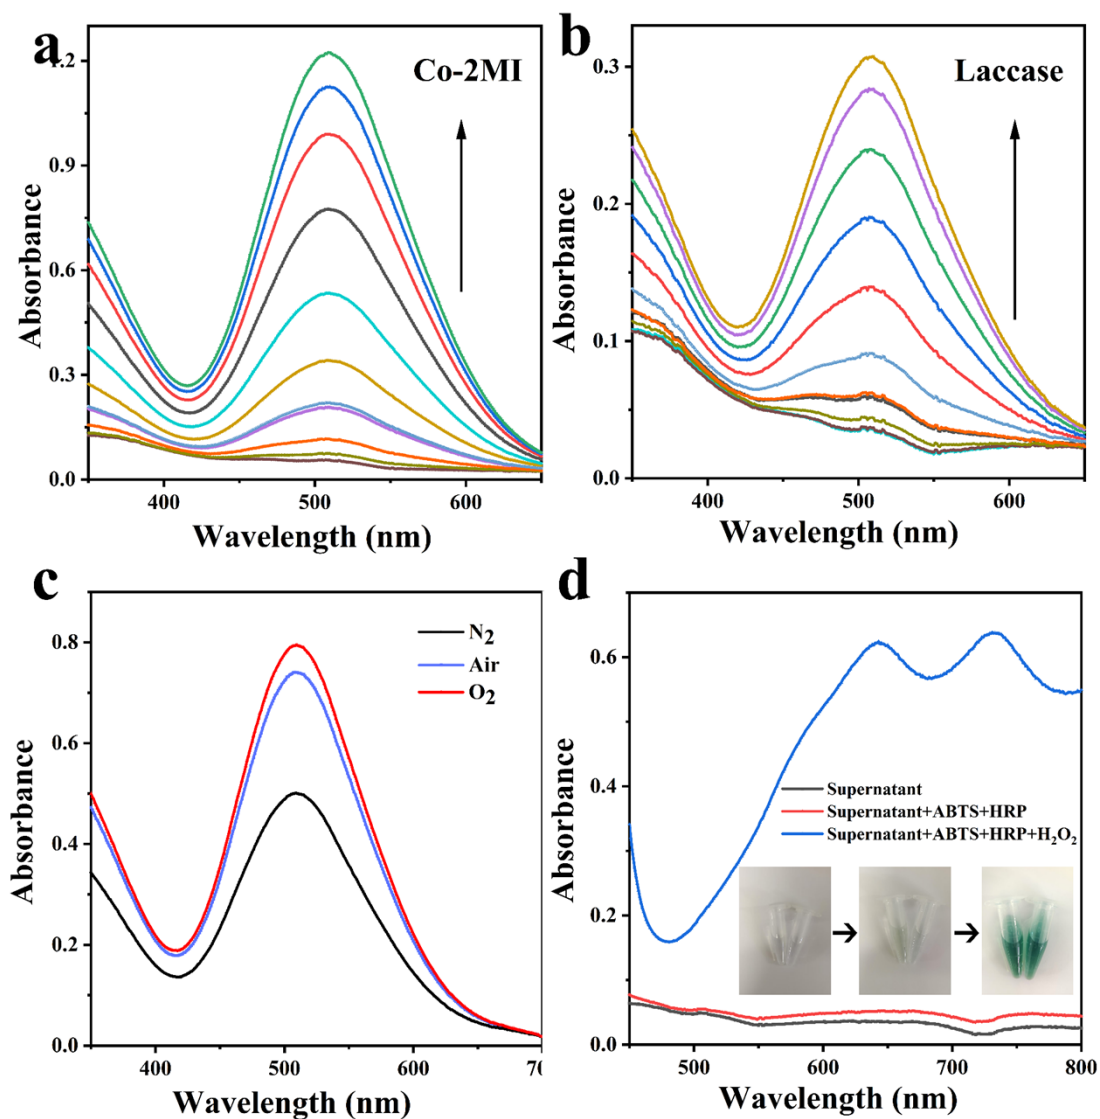 a
Co-2MI
1.2
0.9
0.6
0.3
0.0
400 500 600
Absorbance
Wavelength (nm)
b
Laccase
0.3
0.2
0.1
0.0
400 500 600
Absorbance
Wavelength (nm)
c
N2
Air
O2
0.8
0.6
0.4
0.2
0.0
400 500 600 70
Absorbance
Wavelength (nm)
d
0.6
0.4
0.2
0.0
500 600 700 800
Absorbance
Wavelength (nm)
Supernatant
Supernatant+ABTS+HRP
Supernatant+ABTS+HRP+H2O2